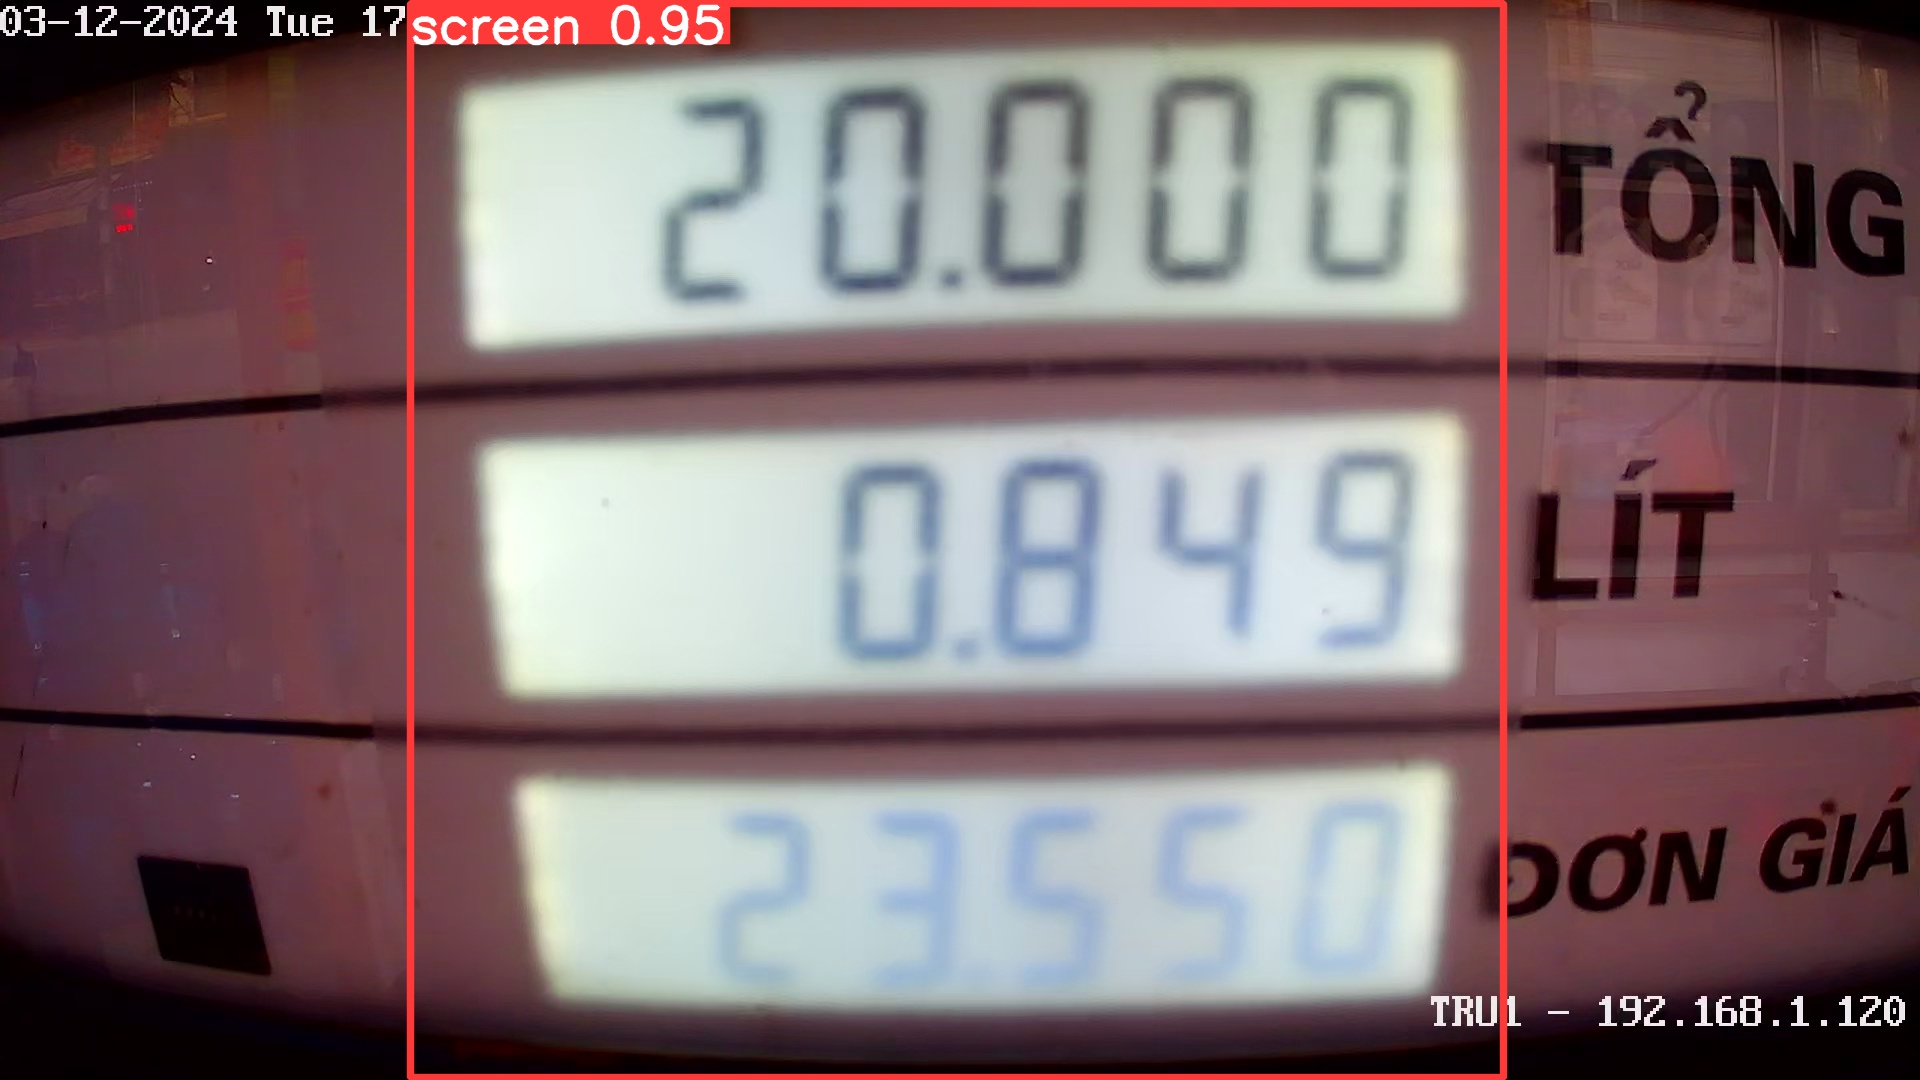 03-12-2024 Tue 17
screen 0.95
20.000
TỔNG
0.849
LÍT
23.550
ĐƠN GIÁ
TRU1 - 192.168.1.120